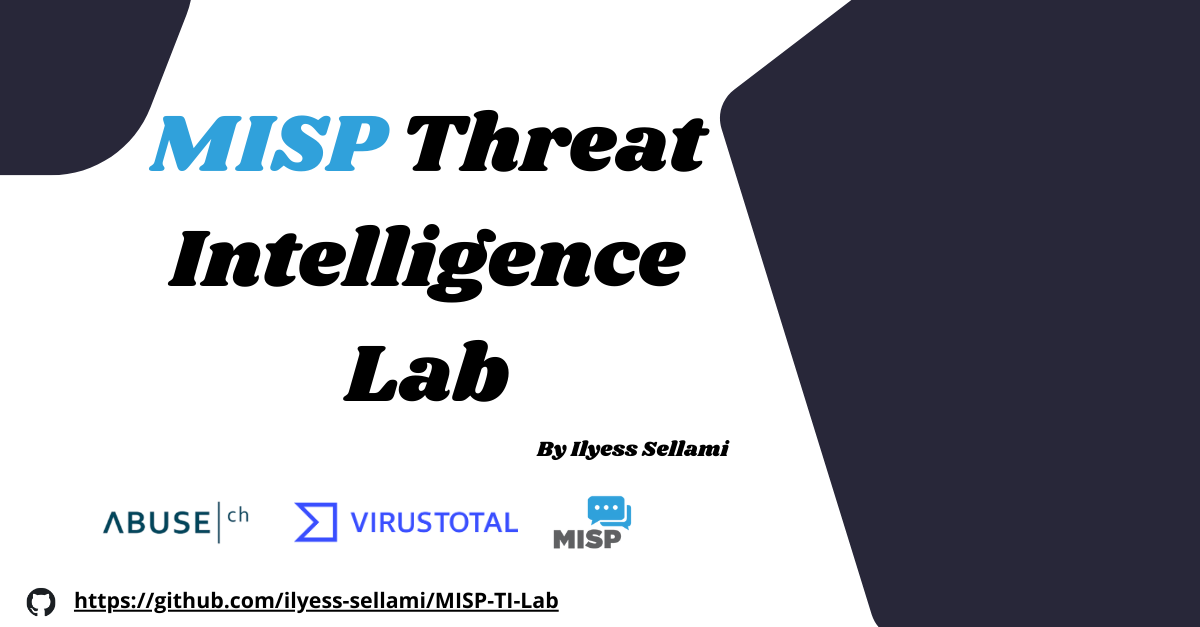 MISP Threat
Intelligence
Lab
By Ilyess Sellami
ABUSE|ch
VIRUSTOTAL
MISP
https://github.com/ilyess-sellami/MISP-TI-Lab